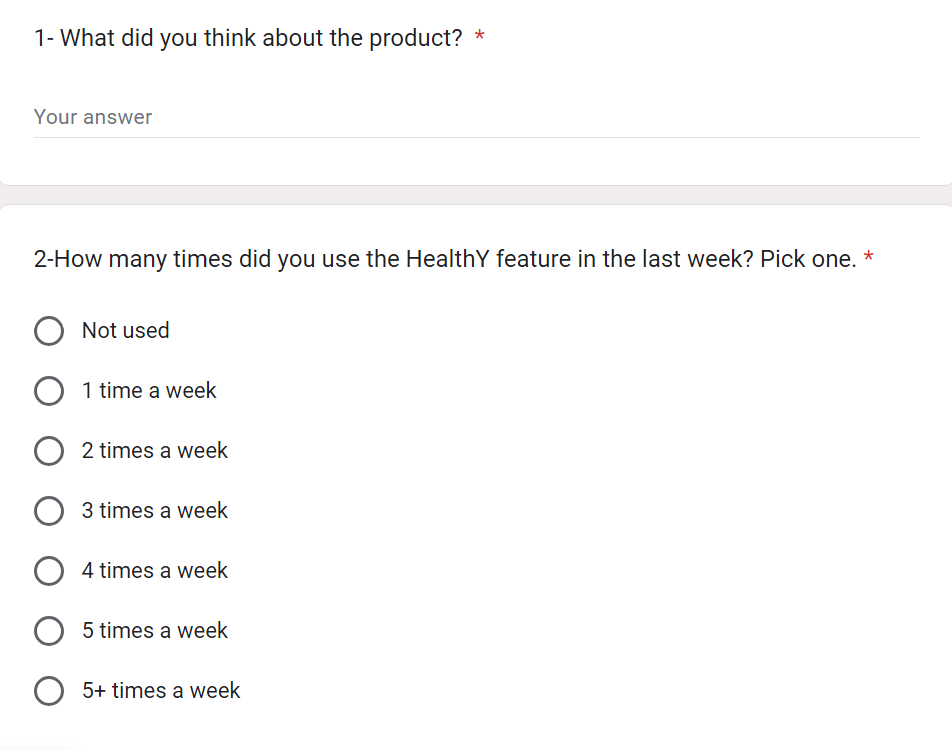 1- What did you think about the product? *
Your answer
2-How many times did you use the HealthY feature in the last week? Pick one. *
Not used
1 time a week
2 times a week
3 times a week
4 times a week
5 times a week
5+ times a week